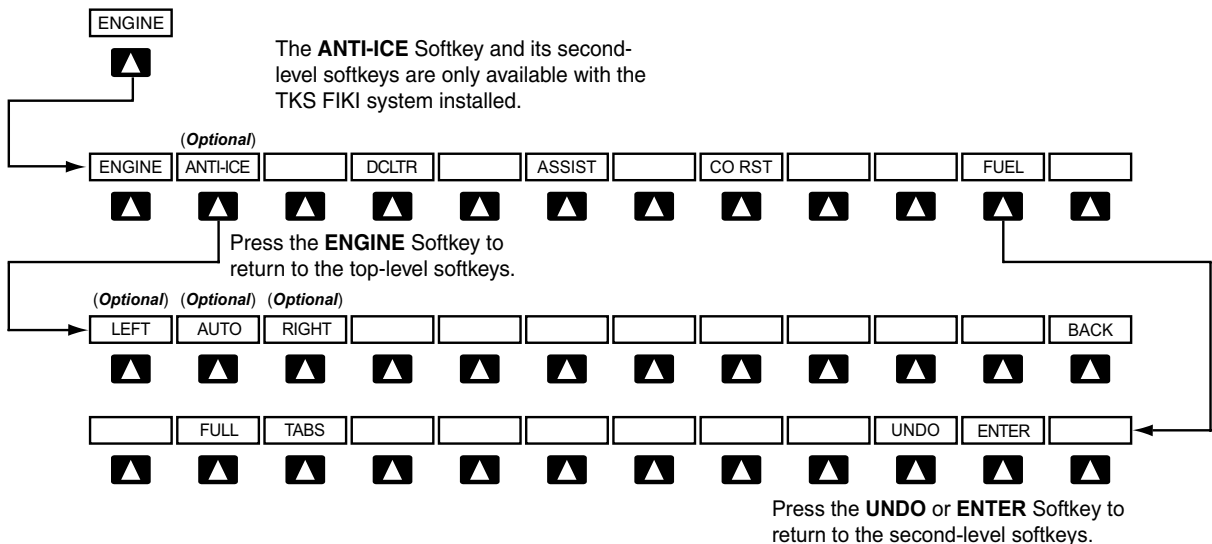 ENGINE
The ANTI-ICE Softkey and its second-
level softkeys are only available with the
TKS FIKI system installed.
(Optional)
ENGINE ANTI-ICE DCLTR ASSIST CO RST FUEL
Press the ENGINE Softkey to
return to the top-level softkeys.
(Optional) (Optional) (Optional)
LEFT AUTO RIGHT BACK
FULL TABS UNDO ENTER
Press the UNDO or ENTER Softkey to
return to the second-level softkeys.